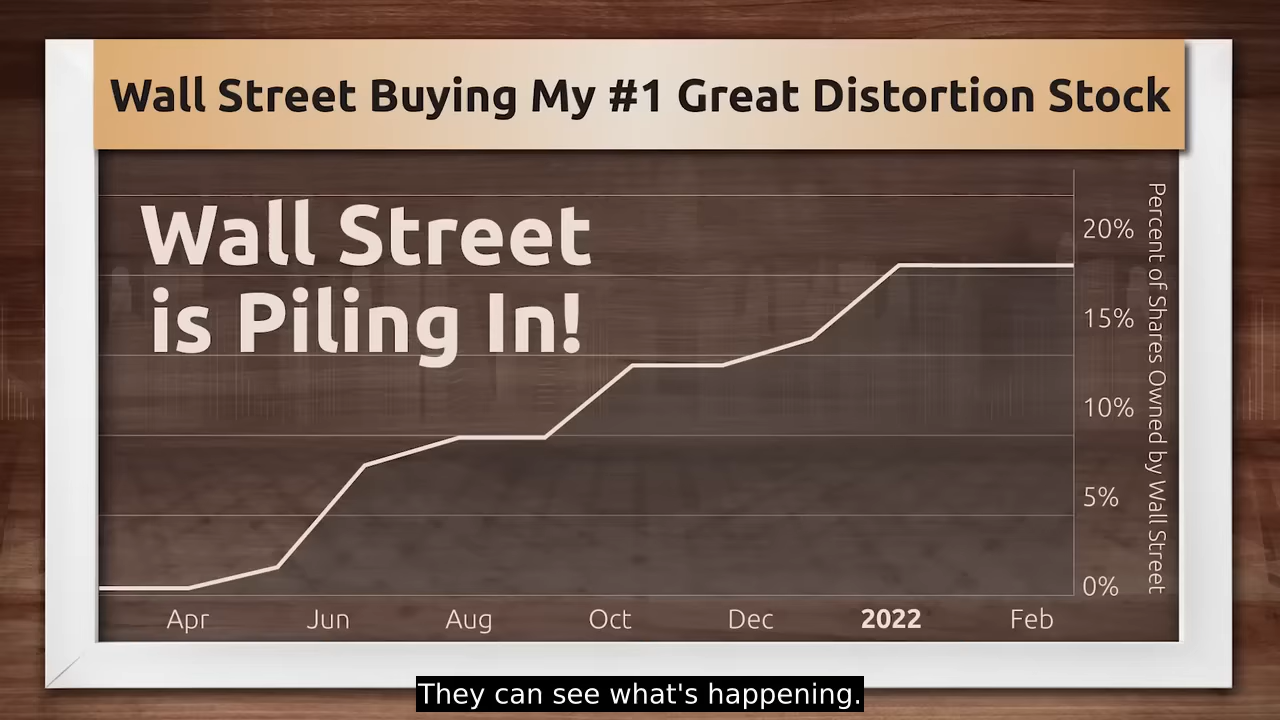 Wall Street Buying My #1 Great Distortion Stock
Wall Street
is Piling In!
20%
15%
10%
5%
0%
Percent of Shares Owned by Wall Street
Apr Jun Aug Oct Dec 2022 Feb
They can see what's happening.